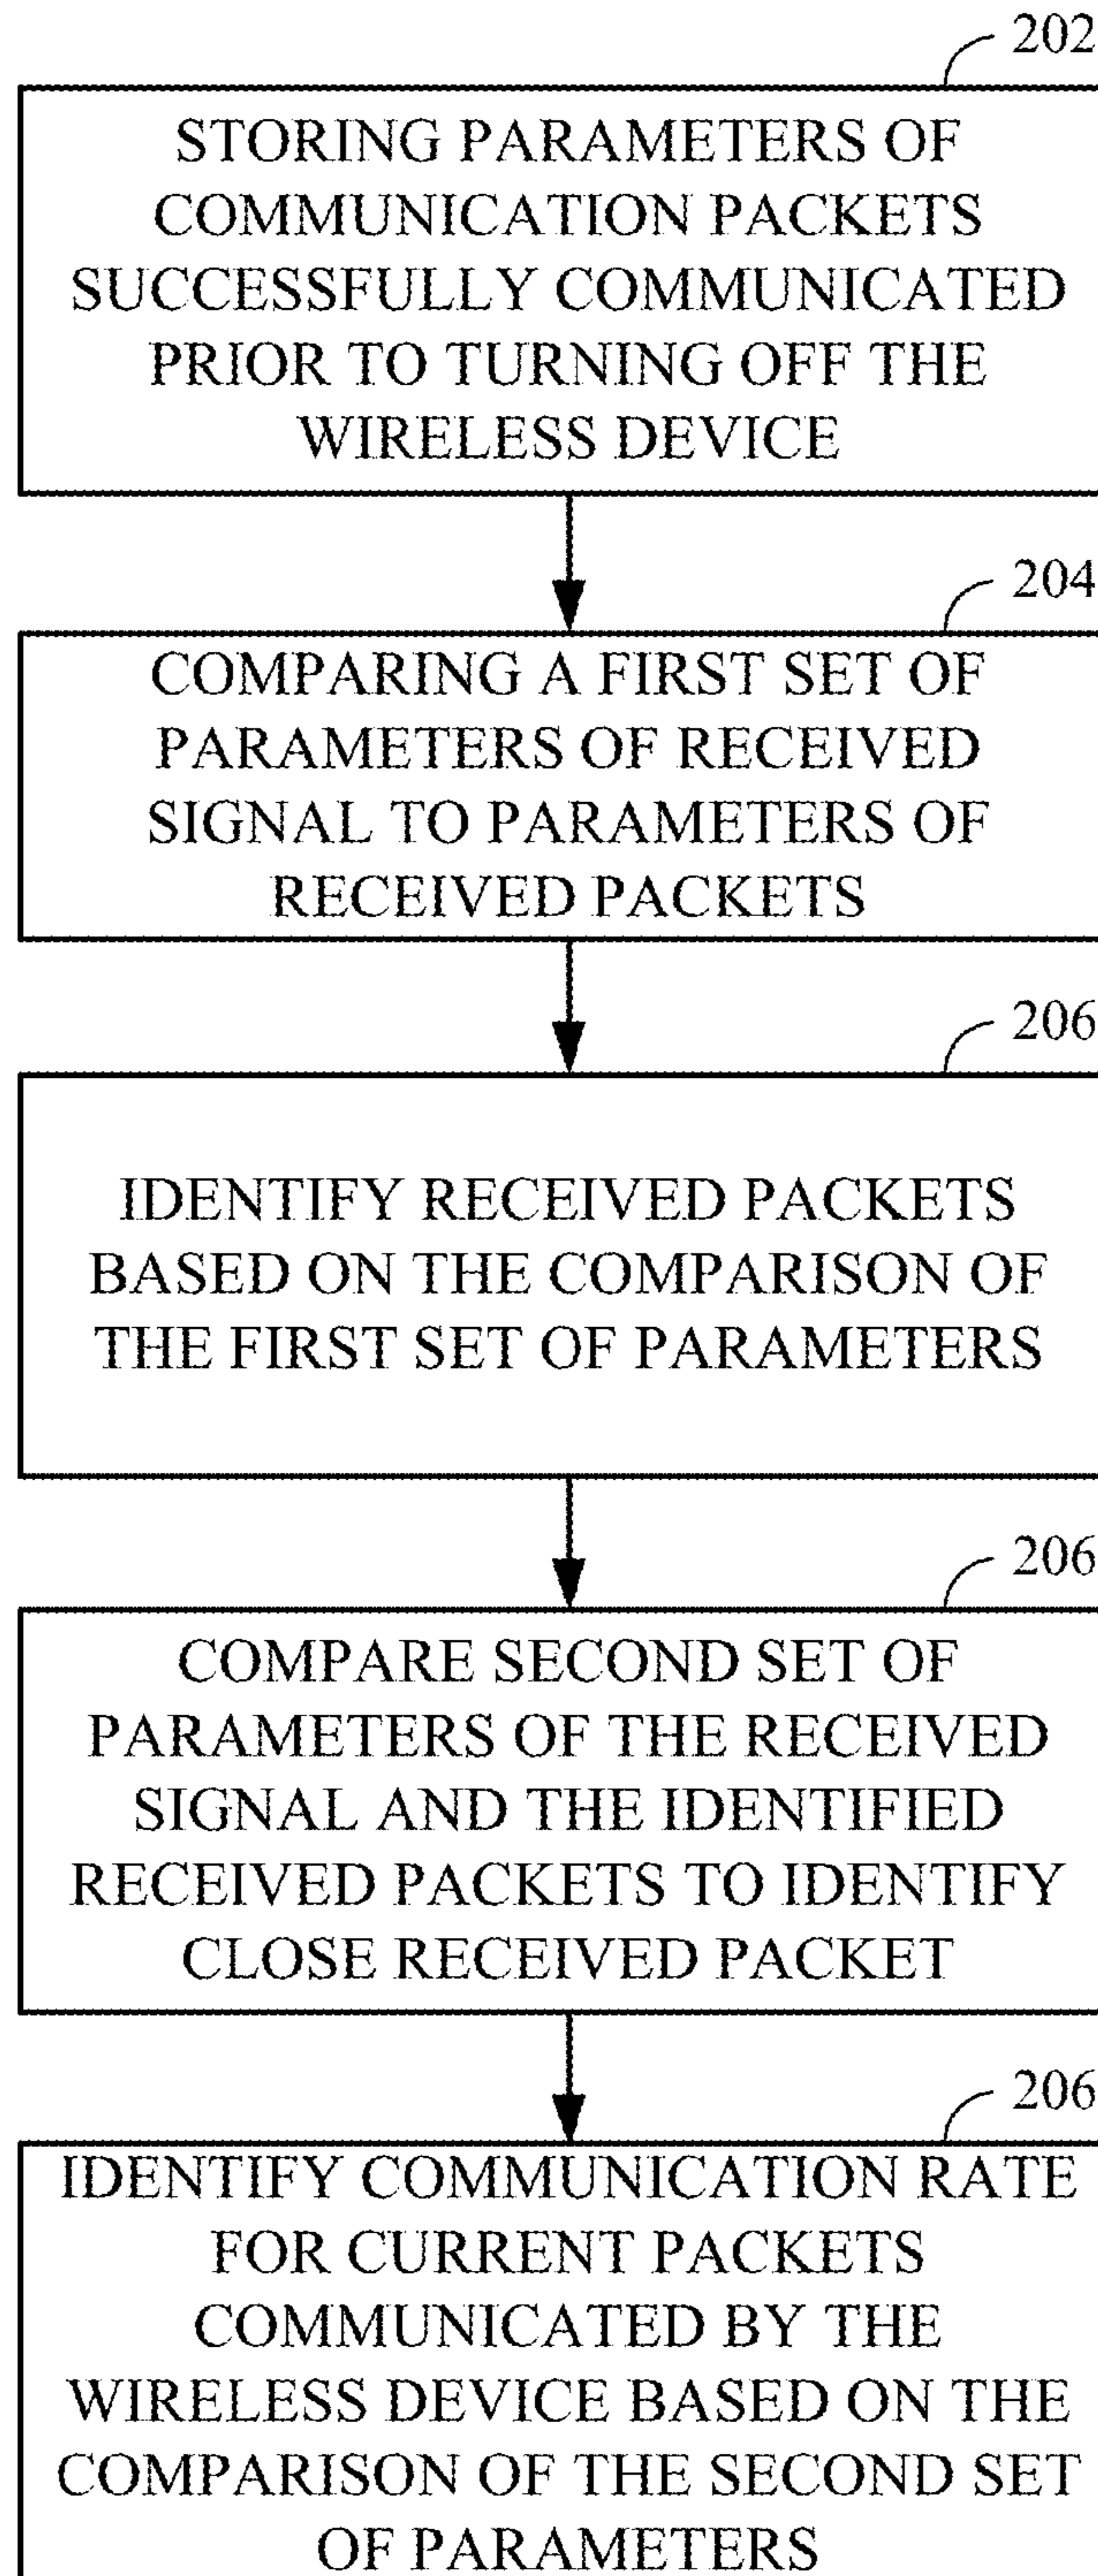 202
STORING PARAMETERS OF
COMMUNICATION PACKETS
SUCCESSFULLY COMMUNICATED
PRIOR TO TURNING OFF THE
WIRELESS DEVICE
204
COMPARING A FIRST SET OF
PARAMETERS OF RECEIVED
SIGNAL TO PARAMETERS OF
RECEIVED PACKETS
206
IDENTIFY RECEIVED PACKETS
BASED ON THE COMPARISON OF
THE FIRST SET OF PARAMETERS
206
COMPARE SECOND SET OF
PARAMETERS OF THE RECEIVED
SIGNAL AND THE IDENTIFIED
RECEIVED PACKETS TO IDENTIFY
CLOSE RECEIVED PACKET
206
IDENTIFY COMMUNICATION RATE
FOR CURRENT PACKETS
COMMUNICATED BY THE
WIRELESS DEVICE BASED ON THE
COMPARISON OF THE SECOND SET
OF PARAMETERS